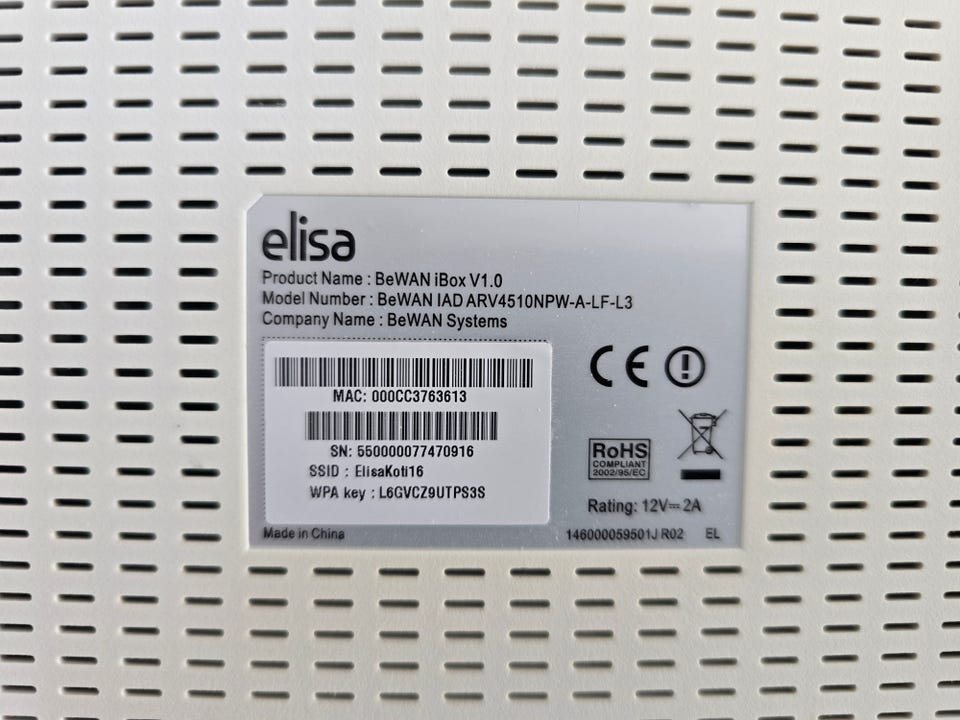 elisa
Product Name : BeWAN iBox V1.0
Model Number : BeWAN IAD ARV4510NPW-A-LF-L3
Company Name : BeWAN Systems
MAC: 000CC3763613
SN: 550000077470916
SSID : ElisaKoti16
WPA key : L6GVCZ9UTPS3S
CE
RoHS
COMPLIANT
2002/95/EC
Rating: 12V⎓2A
Made in China
146000059501J R02 EL